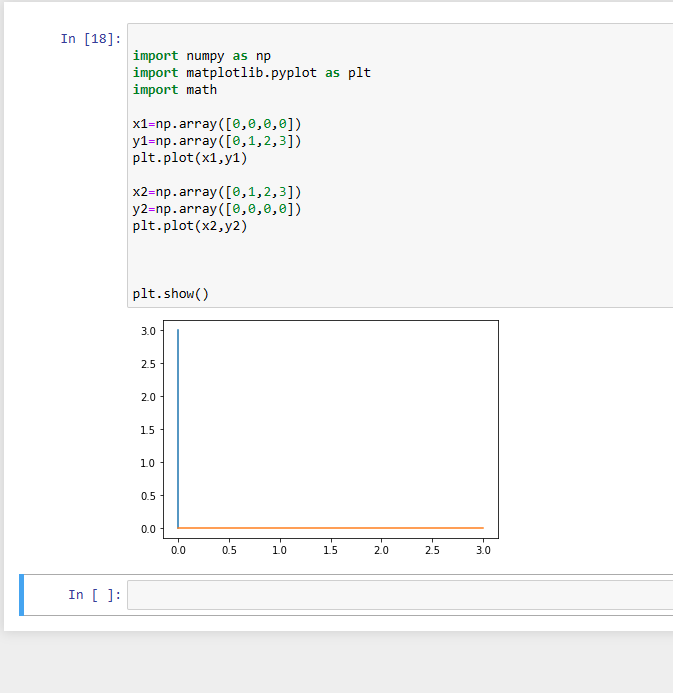 In [18]:
import numpy as np
import matplotlib.pyplot as plt
import math
x1=np.array([0,0,0,0])
y1=np.array([0,1,2,3])
plt.plot(x1,y1)
x2=np.array([0,1,2,3])
y2=np.array([0,0,0,0])
plt.plot(x2,y2)
plt.show()
3.0
2.5
2.0
1.5
1.0
0.5
0.0
0.0 0.5 1.0 1.5 2.0 2.5 3.0
In [ ]: